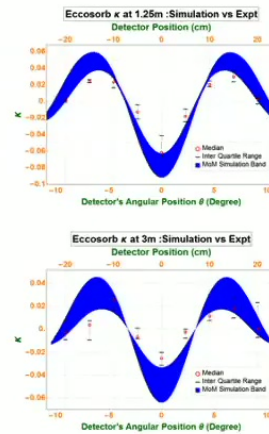 Eccosorb κ at 1.25m :Simulation vs Expt
Detector Position (cm)
-20 -10 0 10 20
0.06
0.04
0.02
0.
-0.02
-0.04
-0.06
-0.08
-0.1
κ
Median
Inter Quartile Range
MoM Simulation Band
-10 -5 0 5 10
Detector's Angular Position θ (Degree)
Eccosorb κ at 3m :Simulation vs Expt
Detector Position (cm)
-20 -10 0 10 20
0.04
0.02
0.
-0.02
-0.04
-0.06
κ
Median
Inter Quartile Range
MoM Simulation Band
-10 -5 0 5 10
Detector's Angular Position θ (Degree)